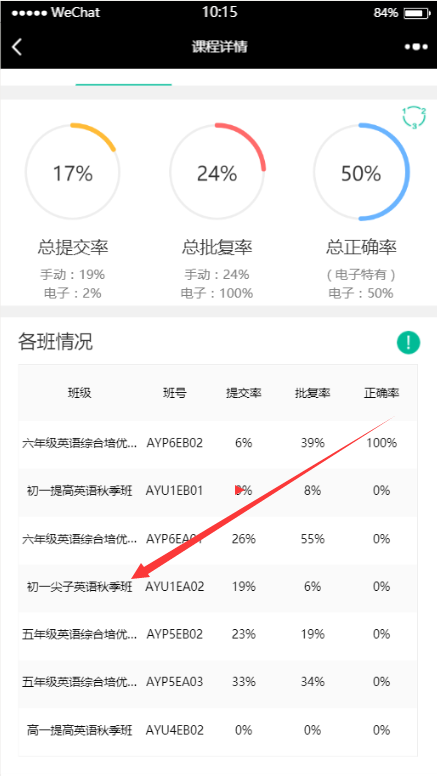 WeChat 10:15 84%
课程详情
1 2 3
17% 24% 50%
总提交率 总批复率 总正确率
手动：19% 手动：24% （电子特有）
电子：2% 电子：100% 电子：50%
各班情况 !
班级 班号 提交率 批复率 正确率
六年级英语综合培优... AYP6EB02 6% 39% 100%
初一提高英语秋季班 AYU1EB01 8% 0%
六年级英语综合培优... 26% 55% 0%
初一尖子英语秋季班 AYU1EA02 19% 6% 0%
五年级英语综合培优... AYP5EB02 23% 19% 0%
五年级英语综合培优... AYP5EA03 33% 34% 0%
高一提高英语秋季班 AYU4EB02 0% 0% 0%